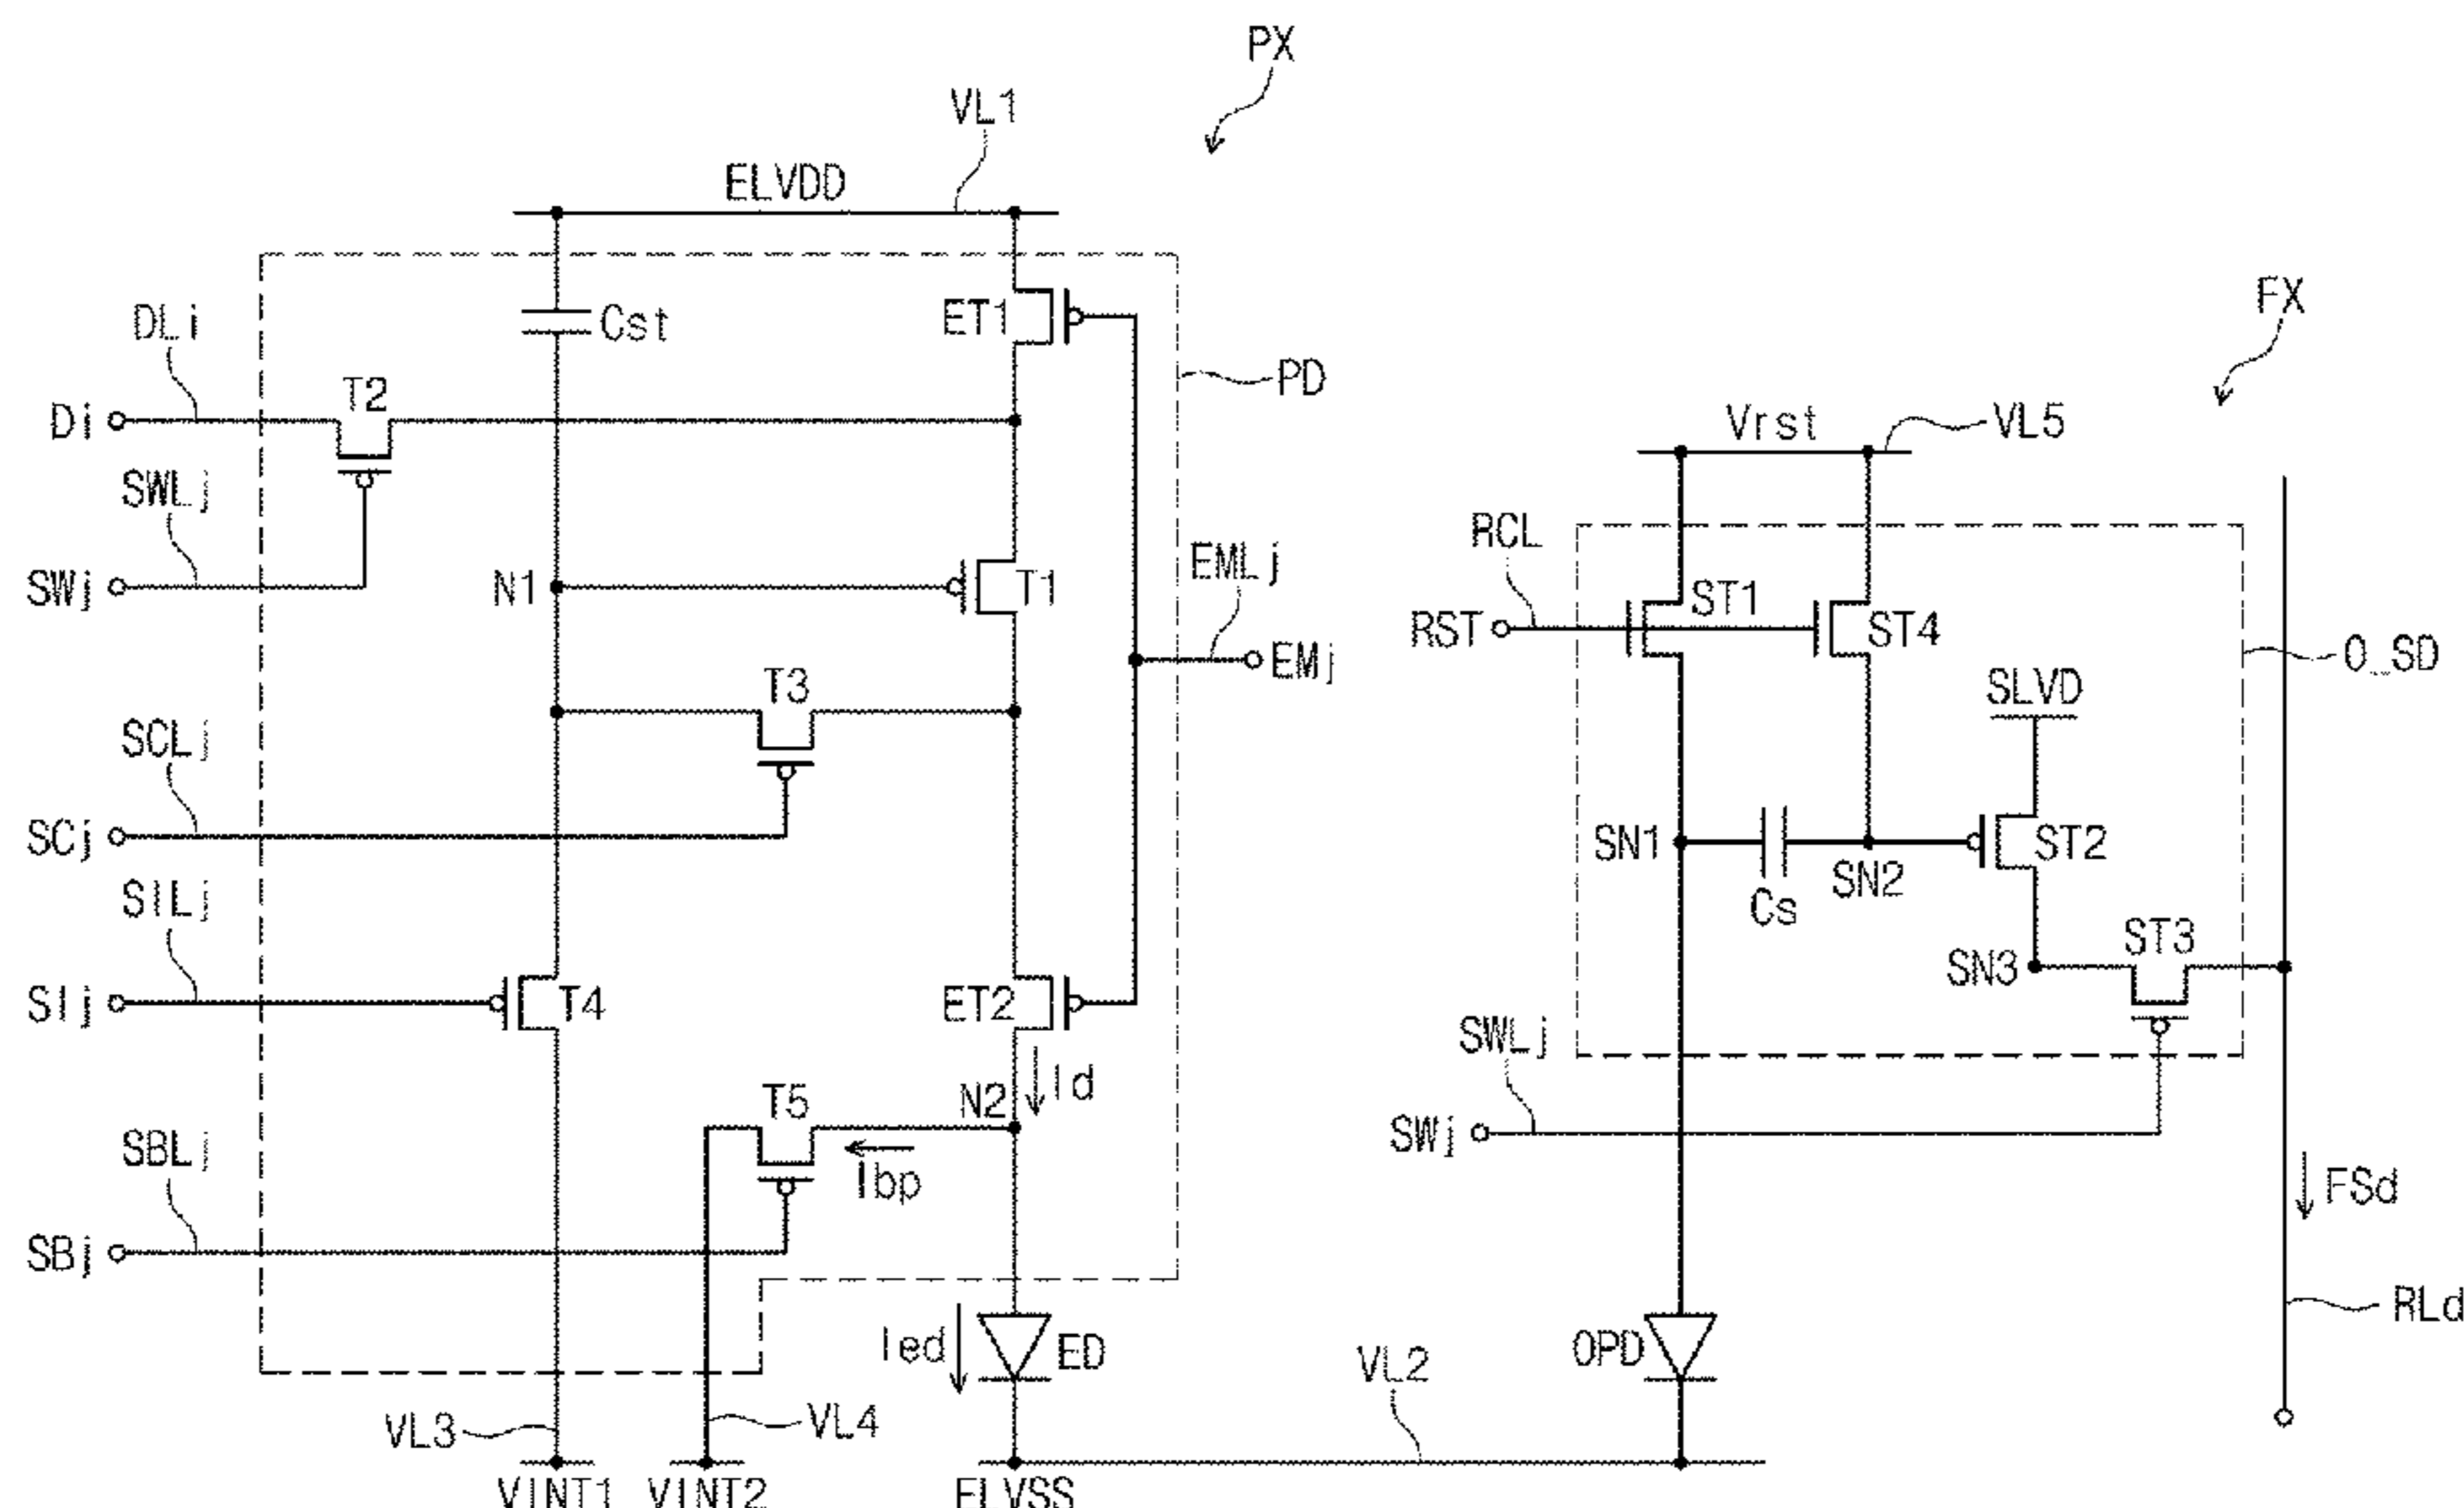 PX
VL1
ELVDD
DLi
Cst
ET1
FX
T2
PD
Di
Vrst
VL5
SWLj
RCL
EMLj
SWj
N1
T1
ST1
RST
ST4
EMj
O_SD
T3
SLVD
SCLj
SCj
SN1
ST2
SN2
Cs
SILj
ST3
SN3
SIj
T4
ET2
SWLj
Id
T5
N2
SWj
SBLj
Ibp
FSd
SBj
RLd
Ied
ED
OPD
VL2
VL3
VL4
VINT1
VINT2
ELVSS